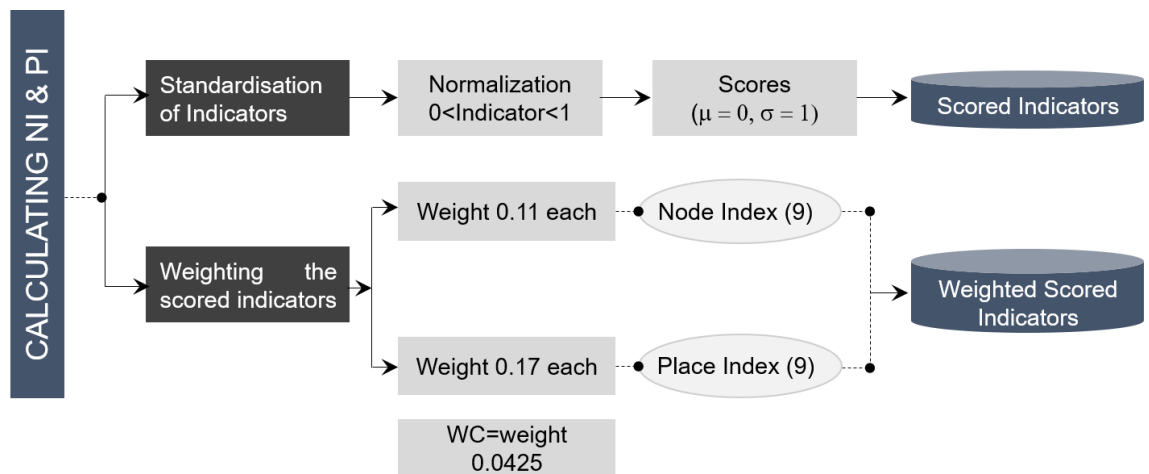 CALCULATING NI & PI
Standardisation
of Indicators
Normalization
0<Indicator<1
Scores
(μ = 0, σ = 1)
Scored Indicators
Weighting the
scored indicators
Weight 0.11 each
Node Index (9)
Weighted Scored
Indicators
Weight 0.17 each
Place Index (9)
WC=weight
0.0425